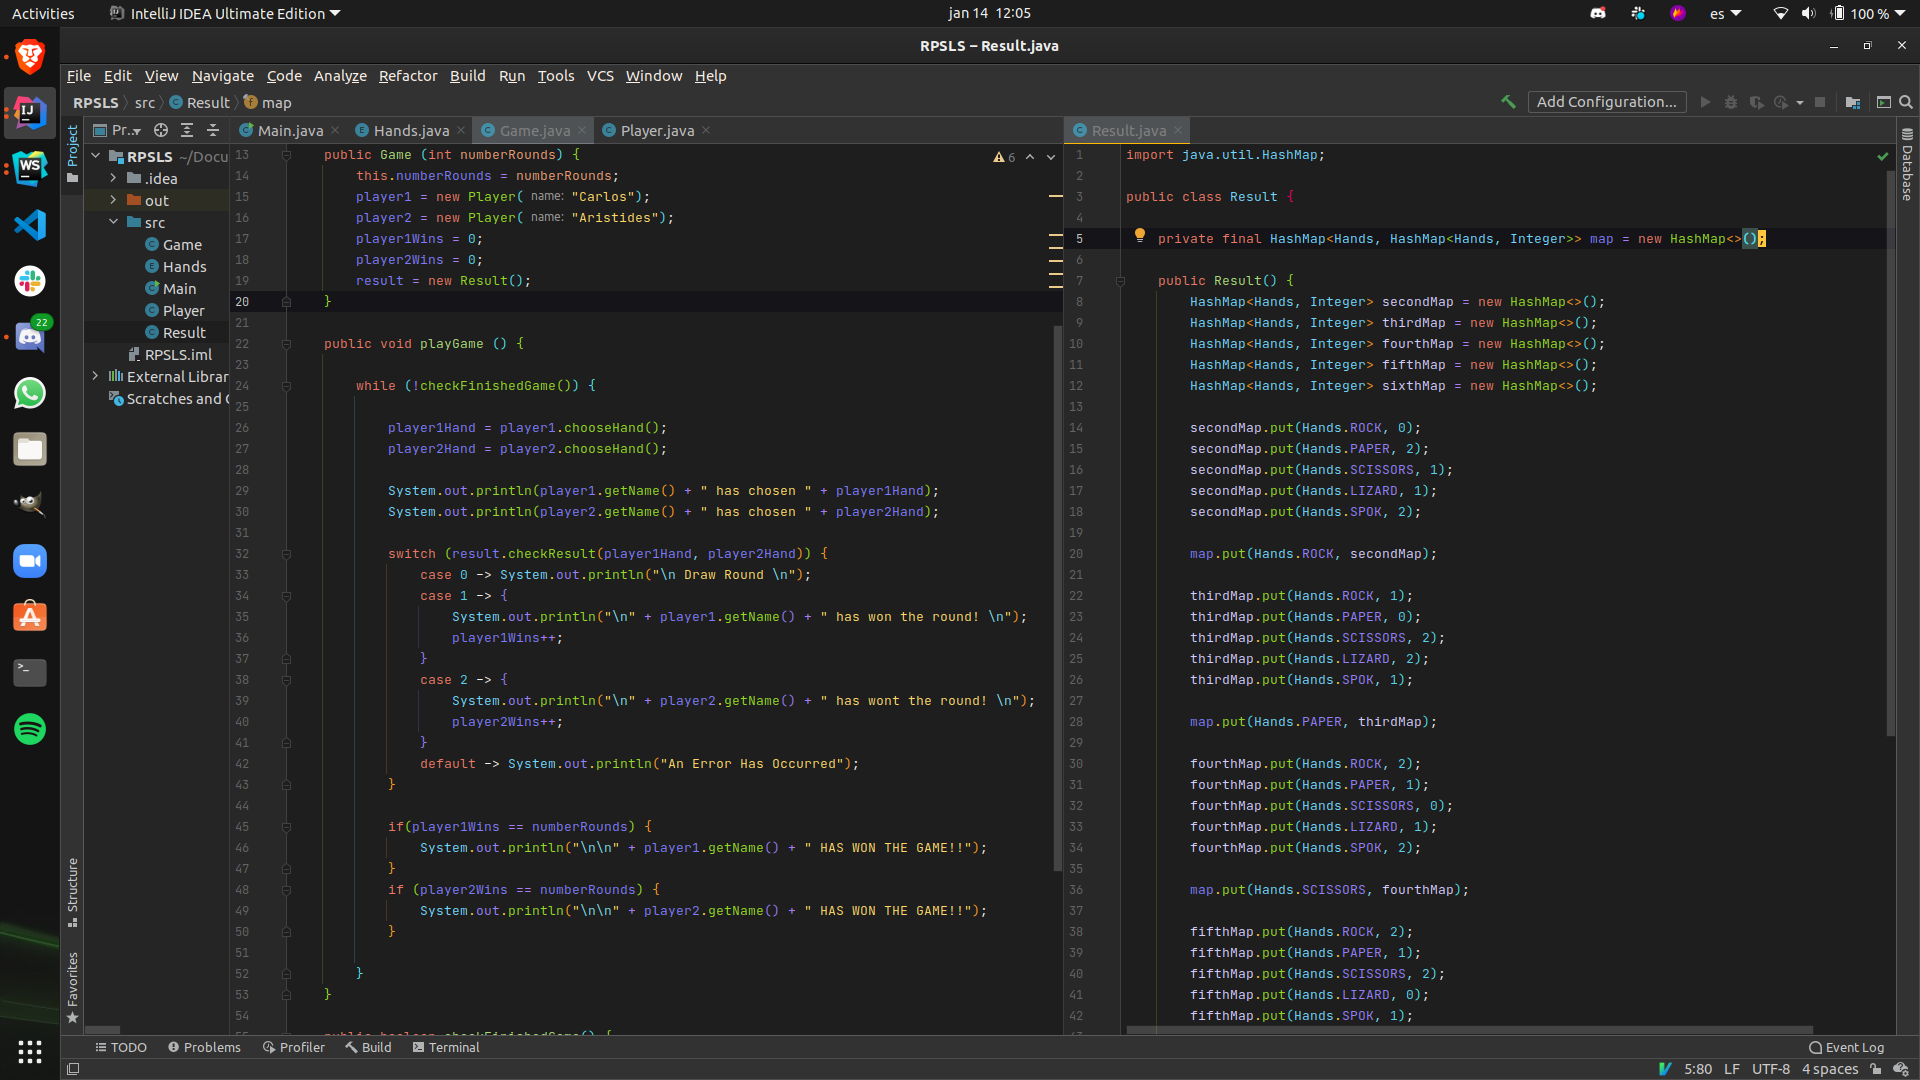 Activities
IntelliJ IDEA Ultimate Edition
jan 14 12:05
es
100 %
RPSLS – Result.java
File Edit View Navigate Code Analyze Refactor Build Run Tools VCS Window Help
RPSLS src Result map
Add Configuration...
Project
Pr...
RPSLS ~/Docu
.idea
out
src
Game
Hands
Main
Player
Result
RPSLS.iml
External Librar
Scratches and
Structure
Favorites
22
Main.java Hands.java Game.java Player.java
6
13 public Game (int numberRounds) {
14 this.numberRounds = numberRounds;
15 player1 = new Player( name: "Carlos");
16 player2 = new Player( name: "Aristides");
17 player1Wins = 0;
18 player2Wins = 0;
19 result = new Result();
20 }
21
22 public void playGame () {
23
24 while (!checkFinishedGame()) {
25
26 player1Hand = player1.chooseHand();
27 player2Hand = player2.chooseHand();
28
29 System.out.println(player1.getName() + " has chosen " + player1Hand);
30 System.out.println(player2.getName() + " has chosen " + player2Hand);
31
32 switch (result.checkResult(player1Hand, player2Hand)) {
33 case 0 -> System.out.println("\n Draw Round \n");
34 case 1 -> {
35 System.out.println("\n" + player1.getName() + " has won the round! \n");
36 player1Wins++;
37 }
38 case 2 -> {
39 System.out.println("\n" + player2.getName() + " has wont the round! \n");
40 player2Wins++;
41 }
42 default -> System.out.println("An Error Has Occurred");
43 }
44
45 if(player1Wins == numberRounds) {
46 System.out.println("\n\n" + player1.getName() + " HAS WON THE GAME!!");
47 }
48 if (player2Wins == numberRounds) {
49 System.out.println("\n\n" + player2.getName() + " HAS WON THE GAME!!");
50 }
51
52 }
53 }
54
55 public boolean checkFinishedGame() {
Result.java
1 import java.util.HashMap;
2
3 public class Result {
4
5 private final HashMap<Hands, HashMap<Hands, Integer>> map = new HashMap<>();
6
7 public Result() {
8 HashMap<Hands, Integer> secondMap = new HashMap<>();
9 HashMap<Hands, Integer> thirdMap = new HashMap<>();
10 HashMap<Hands, Integer> fourthMap = new HashMap<>();
11 HashMap<Hands, Integer> fifthMap = new HashMap<>();
12 HashMap<Hands, Integer> sixthMap = new HashMap<>();
13
14 secondMap.put(Hands.ROCK, 0);
15 secondMap.put(Hands.PAPER, 2);
16 secondMap.put(Hands.SCISSORS, 1);
17 secondMap.put(Hands.LIZARD, 1);
18 secondMap.put(Hands.SPOK, 2);
19
20 map.put(Hands.ROCK, secondMap);
21
22 thirdMap.put(Hands.ROCK, 1);
23 thirdMap.put(Hands.PAPER, 0);
24 thirdMap.put(Hands.SCISSORS, 2);
25 thirdMap.put(Hands.LIZARD, 2);
26 thirdMap.put(Hands.SPOK, 1);
27
28 map.put(Hands.PAPER, thirdMap);
29
30 fourthMap.put(Hands.ROCK, 2);
31 fourthMap.put(Hands.PAPER, 1);
32 fourthMap.put(Hands.SCISSORS, 0);
33 fourthMap.put(Hands.LIZARD, 1);
34 fourthMap.put(Hands.SPOK, 2);
35
36 map.put(Hands.SCISSORS, fourthMap);
37
38 fifthMap.put(Hands.ROCK, 2);
39 fifthMap.put(Hands.PAPER, 1);
40 fifthMap.put(Hands.SCISSORS, 2);
41 fifthMap.put(Hands.LIZARD, 0);
42 fifthMap.put(Hands.SPOK, 1);
Database
TODO Problems Profiler Build Terminal
Event Log
5:80 LF UTF-8 4 spaces